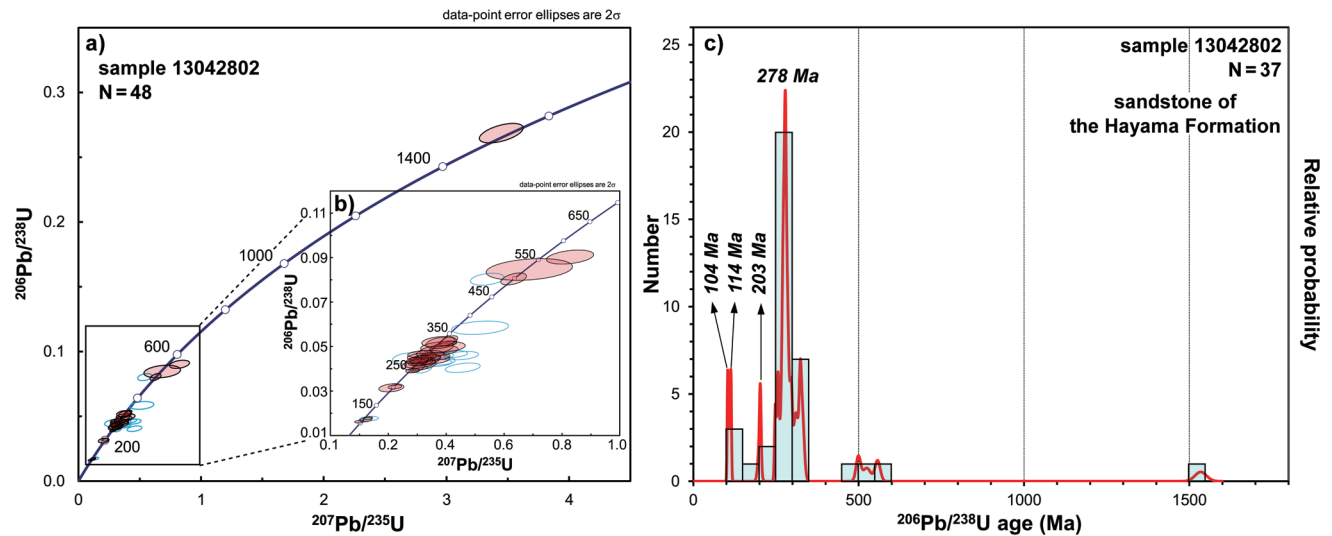 data-point error ellipses are 2σ
a)
sample 13042802
N = 48
0.3
0.2
0.1
0.0
206Pb/238U
1400
1000
600
200
0
1
2
3
4
207Pb/235U
data-point error ellipses are 2σ
b)
0.11
0.09
0.07
0.05
0.03
0.01
206Pb/238U
650
550
450
350
250
150
0.1
0.2
0.4
0.6
0.8
1.0
207Pb/235U
c)
sample 13042802
N = 37
sandstone of
the Hayama Formation
278 Ma
104 Ma
114 Ma
203 Ma
25
20
15
10
5
0
Number
Relative probability
0
500
1000
1500
206Pb/238U age (Ma)